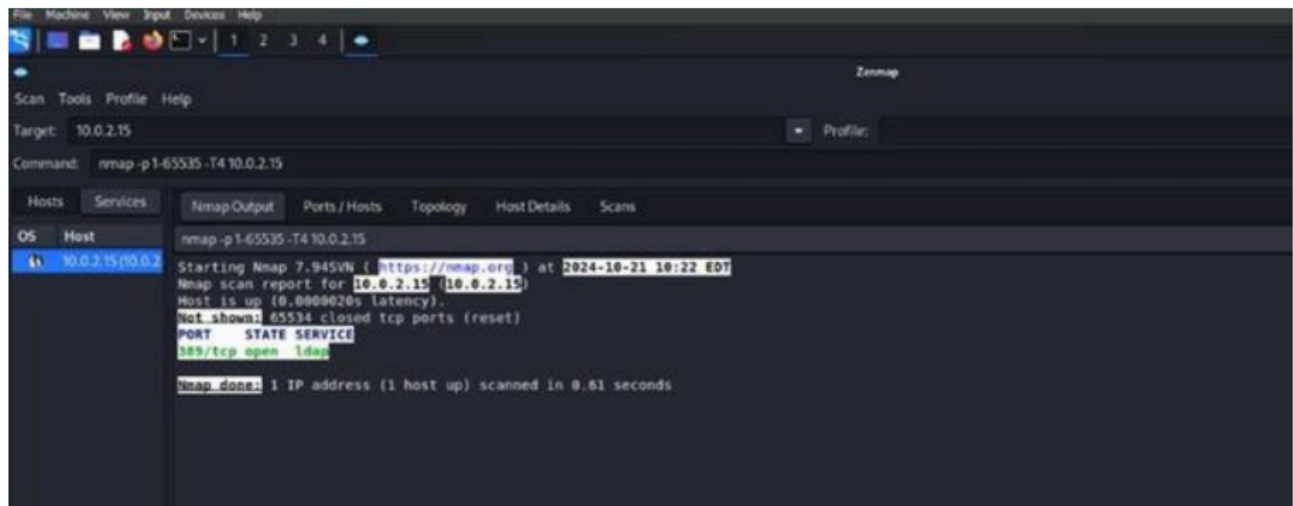 File Machine View Input Devices Help
1 2 3 4
Zenmap
Scan Tools Profile Help
Target: 10.0.2.15 Profile:
Command: nmap -p1-65535 -T4 10.0.2.15
Hosts Services Nmap Output Ports / Hosts Topology Host Details Scans
OS Host nmap -p1-65535 -T4 10.0.2.15
10.0.2.15 (10.0.2
Starting Nmap 7.94SVN ( https://nmap.org ) at 2024-10-21 10:22 EDT
Nmap scan report for 10.0.2.15 (10.0.2.15)
Host is up (0.0000020s latency).
Not shown: 65534 closed tcp ports (reset)
PORT STATE SERVICE
389/tcp open ldap
Nmap done: 1 IP address (1 host up) scanned in 0.61 seconds